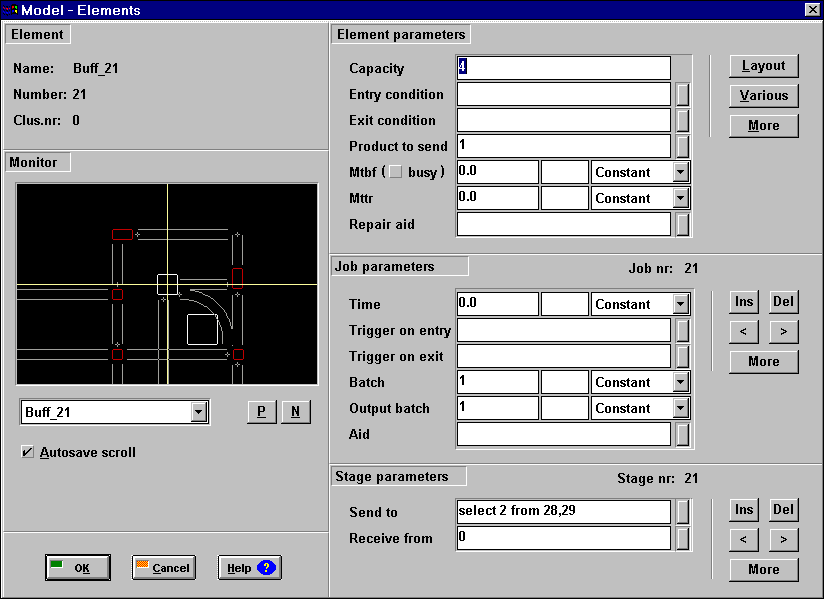 Model - Elements
Element
Name: Buff_21
Number: 21
Clus.nr: 0
Monitor
Buff_21
P N
Autosave scroll
OK Cancel Help ?
Element parameters
Capacity 4
Entry condition
Exit condition
Product to send 1
Mtbf ( busy ) 0.0 Constant
Mttr 0.0 Constant
Repair aid
Layout
Various
More
Job parameters Job nr: 21
Time 0.0 Constant
Trigger on entry
Trigger on exit
Batch 1 Constant
Output batch 1 Constant
Aid
Ins Del
< >
More
Stage parameters Stage nr: 21
Send to select 2 from 28,29
Receive from 0
Ins Del
< >
More